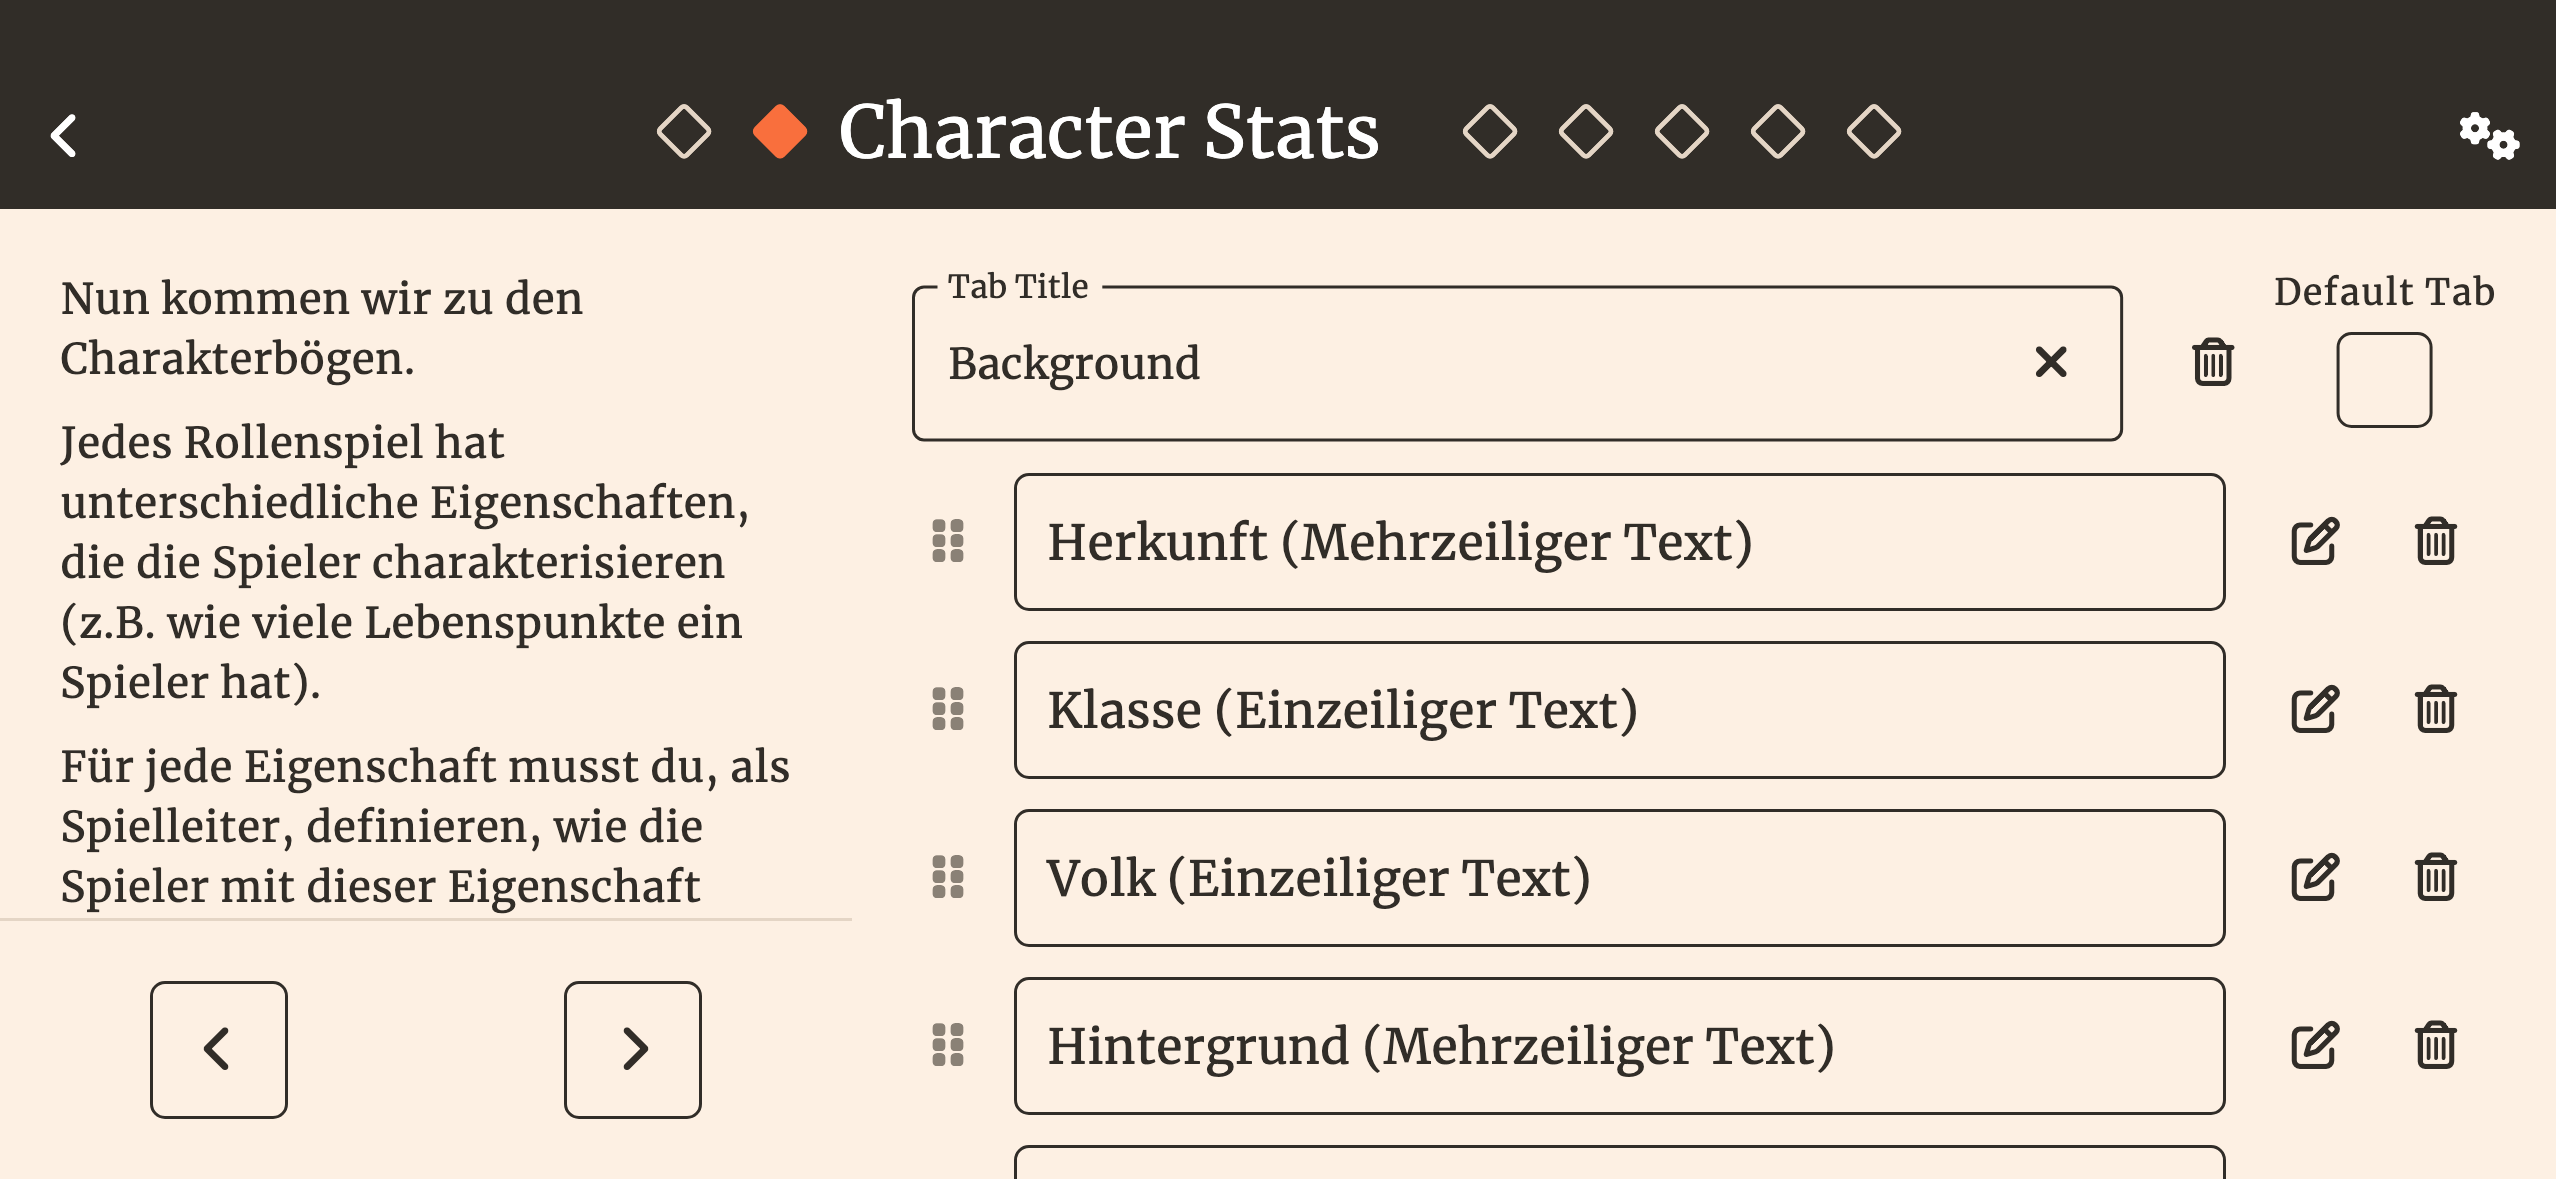 Character Stats
Nun kommen wir zu den
Charakterbögen.
Jedes Rollenspiel hat
unterschiedliche Eigenschaften,
die die Spieler charakterisieren
(z.B. wie viele Lebenspunkte ein
Spieler hat).
Für jede Eigenschaft musst du, als
Spielleiter, definieren, wie die
Spieler mit dieser Eigenschaft
Tab Title
Background
Default Tab
Herkunft (Mehrzeiliger Text)
Klasse (Einzeiliger Text)
Volk (Einzeiliger Text)
Hintergrund (Mehrzeiliger Text)